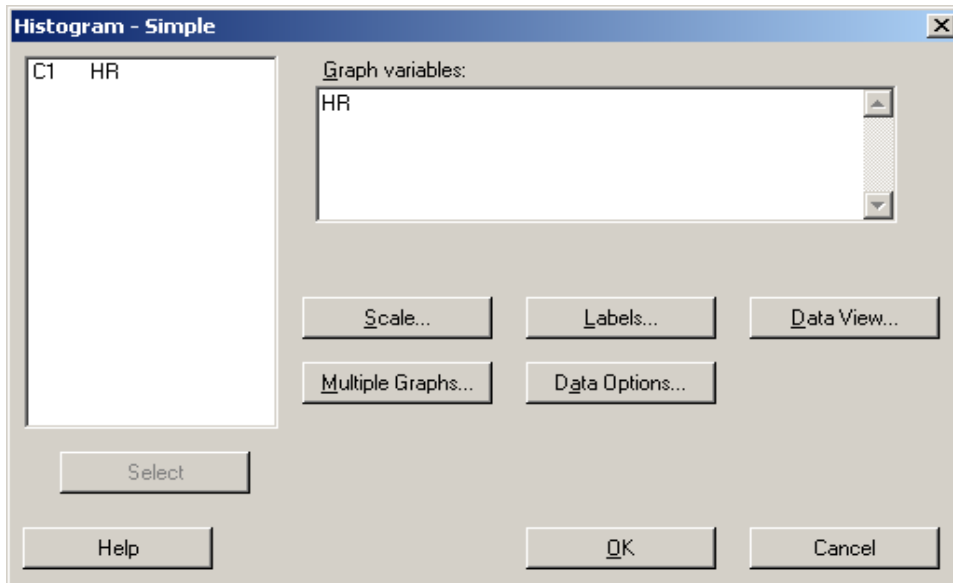 Histogram - Simple
C1 HR
Graph variables:
HR
Scale... Labels... Data View...
Multiple Graphs... Data Options...
Select
Help OK Cancel